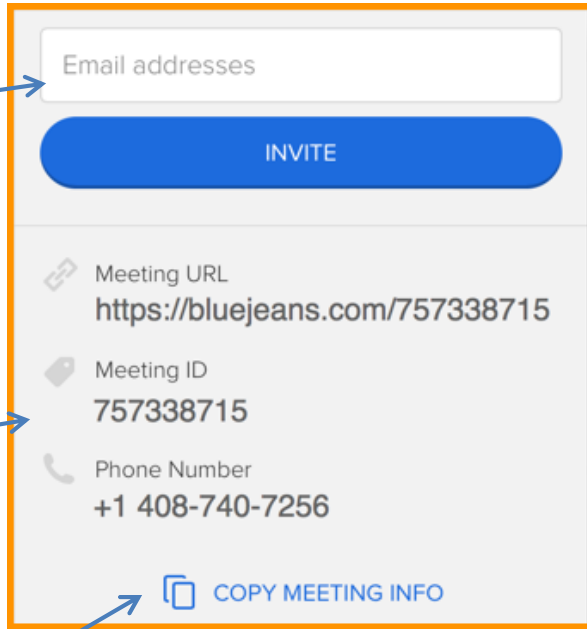 Email addresses
INVITE
Meeting URL
https://bluejeans.com/757338715
Meeting ID
757338715
Phone Number
+1 408-740-7256
COPY MEETING INFO